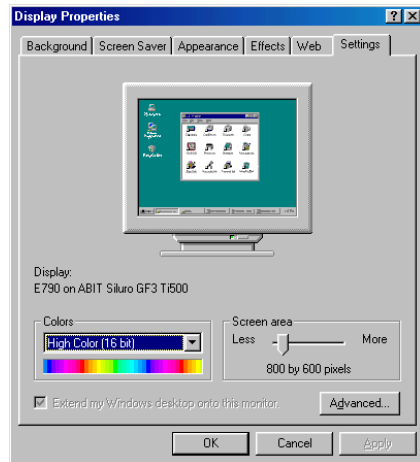 Display Properties
Background Screen Saver Appearance Effects Web Settings
Display:
E790 on ABIT Siluro GF3 Ti500
Colors
High Color (16 bit)
Screen area
Less More
800 by 600 pixels
Extend my Windows desktop onto this monitor.
Advanced...
OK Cancel Apply